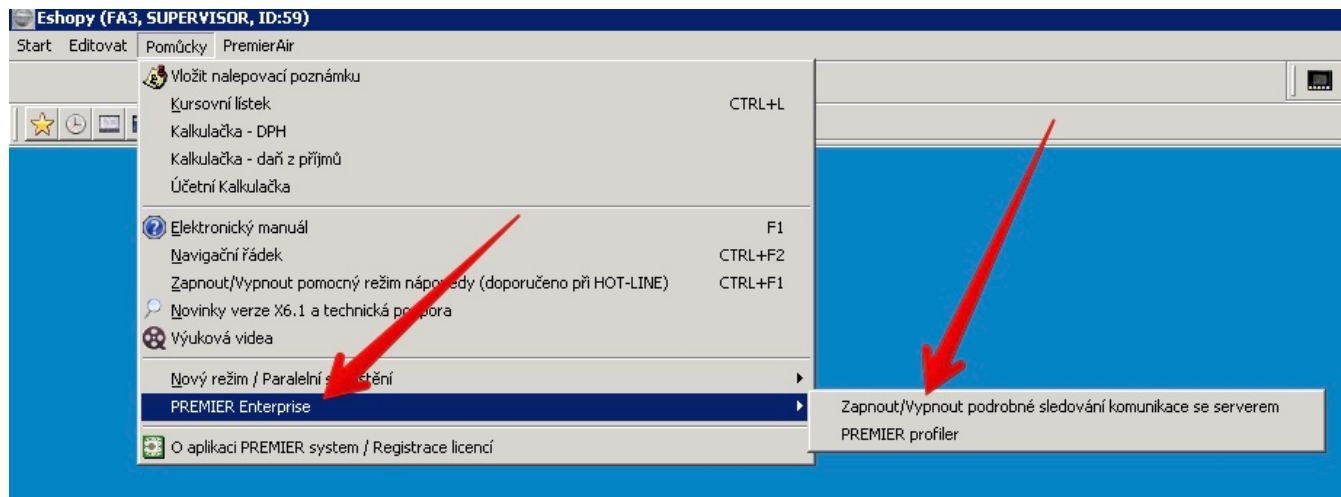 Eshopy (FA3, SUPERVISOR, ID:59)
Start Editovat Pomůcky PremierAir
Vložit nalepovací poznámku
Kursovní lístek CTRL+L
Kalkulačka - DPH
Kalkulačka - daň z příjmů
Účetní Kalkulačka
Elektronický manuál F1
Navigační řádek CTRL+F2
Zapnout/Vypnout pomocný režim nápovědy (doporučeno při HOT-LINE) CTRL+F1
Novinky verze X6.1 a technická podpora
Výuková videa
Nový režim / Paralelní
PREMIER Enterprise
Zapnout/Vypnout podrobné sledování komunikace se serverem
PREMIER profiler
O aplikaci PREMIER system / Registrace licencí